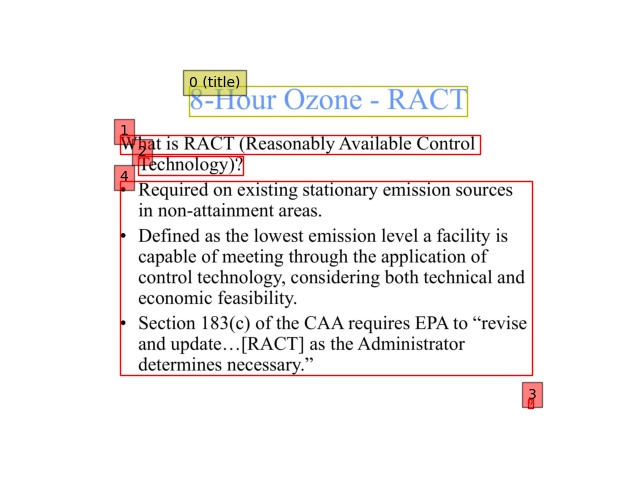 0 (title)
8-Hour Ozone - RACT
1
What is RACT (Reasonably Available Control
2
Technology)?
4
• Required on existing stationary emission sources
in non-attainment areas.
• Defined as the lowest emission level a facility is
capable of meeting through the application of
control technology, considering both technical and
economic feasibility.
• Section 183(c) of the CAA requires EPA to “revise
and update…[RACT] as the Administrator
determines necessary.”
3